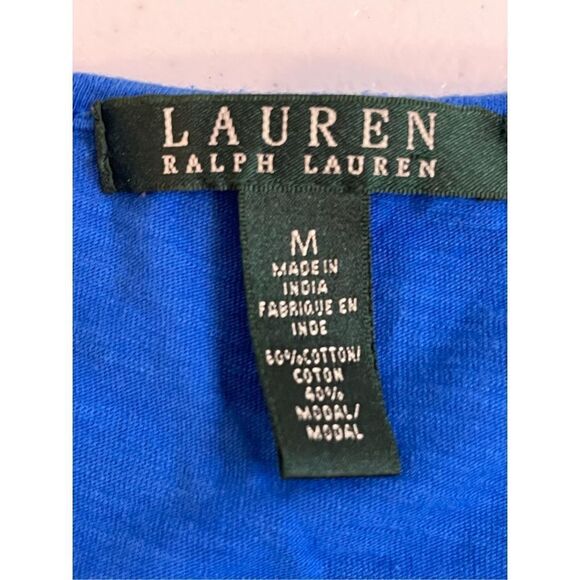 LAUREN
RALPH LAUREN
M
MADE IN
INDIA
FABRIQUE EN
INDE
60%COTTON/
COTON
40%
MODAL/
MODAL